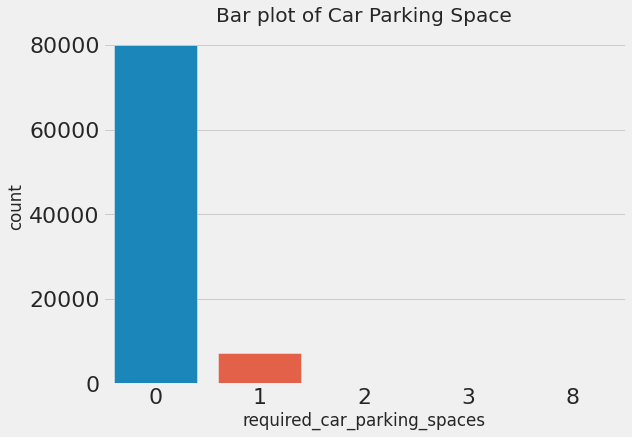 Bar plot of Car Parking Space
80000
60000
40000
20000
0
count
0 1 2 3 8
required_car_parking_spaces